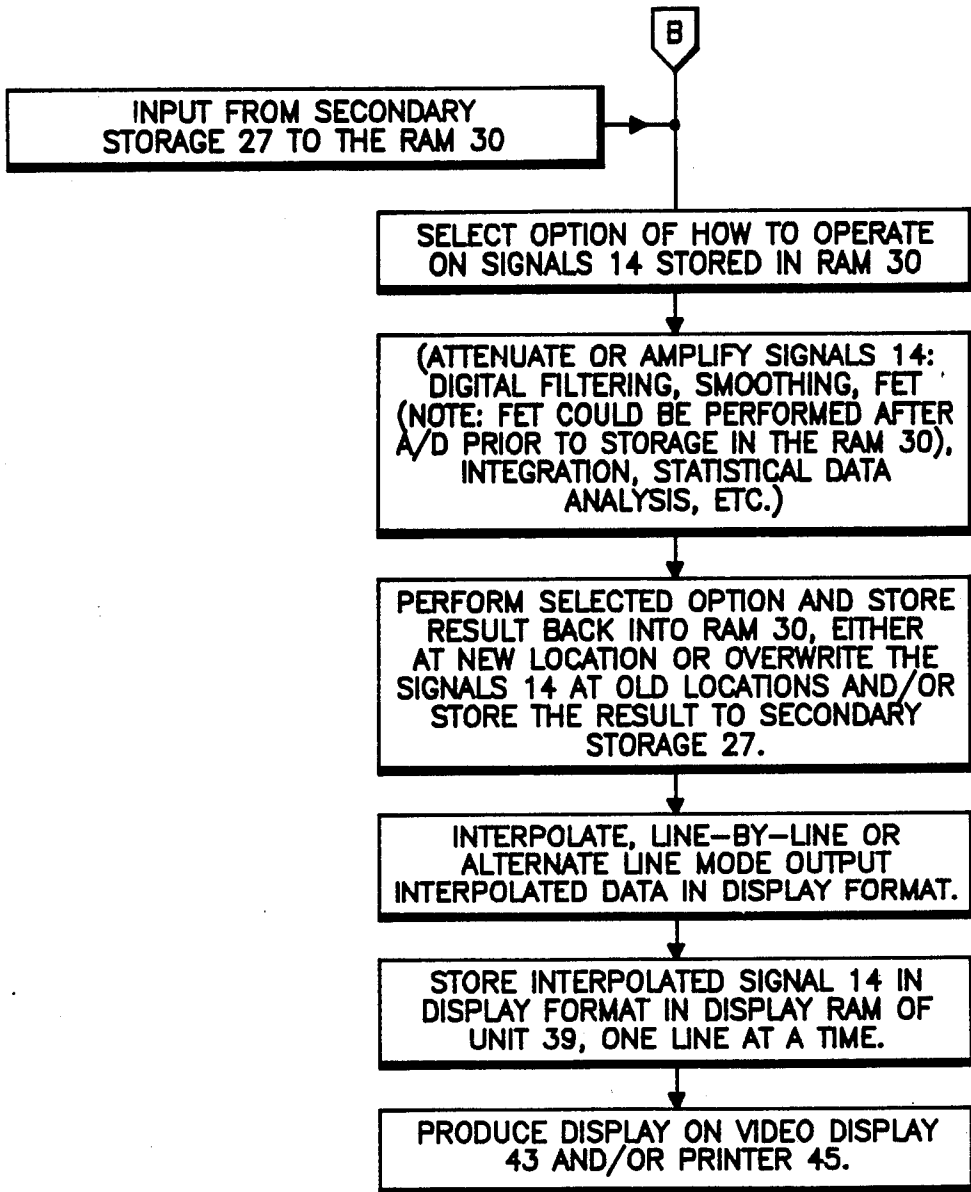 B
INPUT FROM SECONDARY
STORAGE 27 TO THE RAM 30
SELECT OPTION OF HOW TO OPERATE
ON SIGNALS 14 STORED IN RAM 30
(ATTENUATE OR AMPLIFY SIGNALS 14:
DIGITAL FILTERING, SMOOTHING, FET
(NOTE: FET COULD BE PERFORMED AFTER
A/D PRIOR TO STORAGE IN THE RAM 30),
INTEGRATION, STATISTICAL DATA
ANALYSIS, ETC.)
PERFORM SELECTED OPTION AND STORE
RESULT BACK INTO RAM 30, EITHER
AT NEW LOCATION OR OVERWRITE THE
SIGNALS 14 AT OLD LOCATIONS AND/OR
STORE THE RESULT TO SECONDARY
STORAGE 27.
INTERPOLATE, LINE-BY-LINE OR
ALTERNATE LINE MODE OUTPUT
INTERPOLATED DATA IN DISPLAY FORMAT.
STORE INTERPOLATED SIGNAL 14 IN
DISPLAY FORMAT IN DISPLAY RAM OF
UNIT 39, ONE LINE AT A TIME.
PRODUCE DISPLAY ON VIDEO DISPLAY
43 AND/OR PRINTER 45.